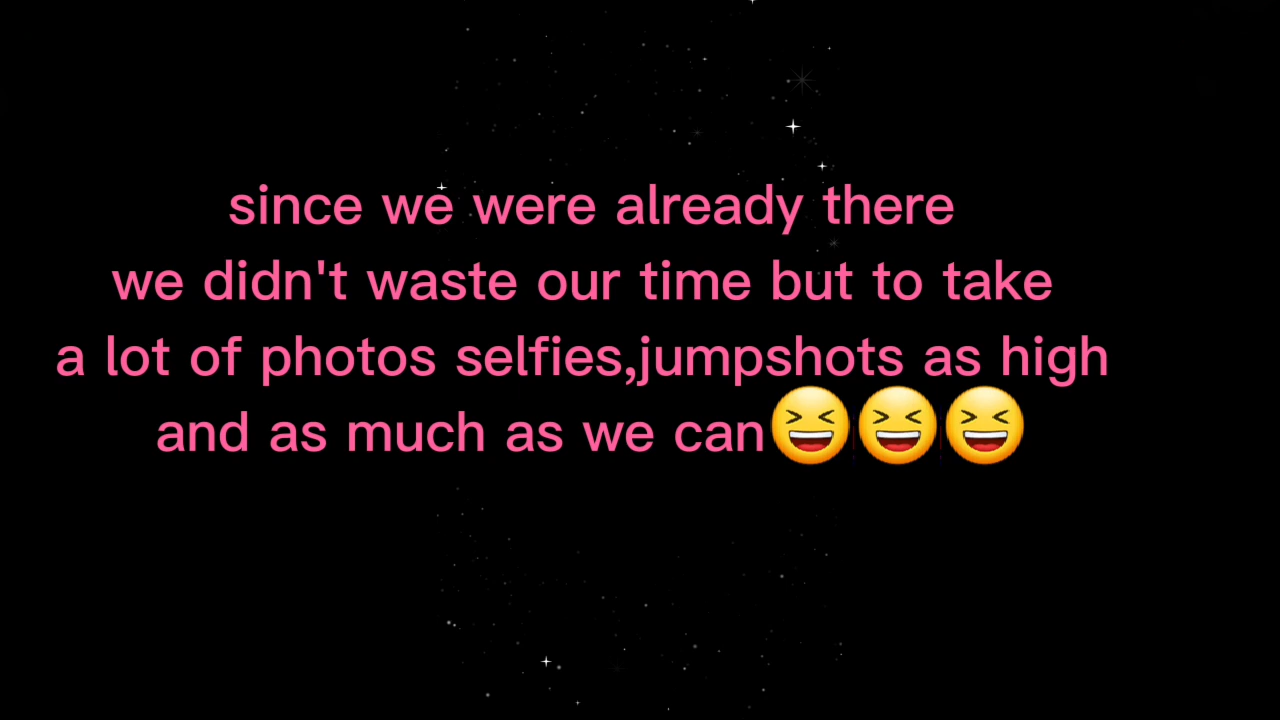 since we were already there
we didn't waste our time but to take
a lot of photos selfies,jumpshots as high
and as much as we can😆😆😆